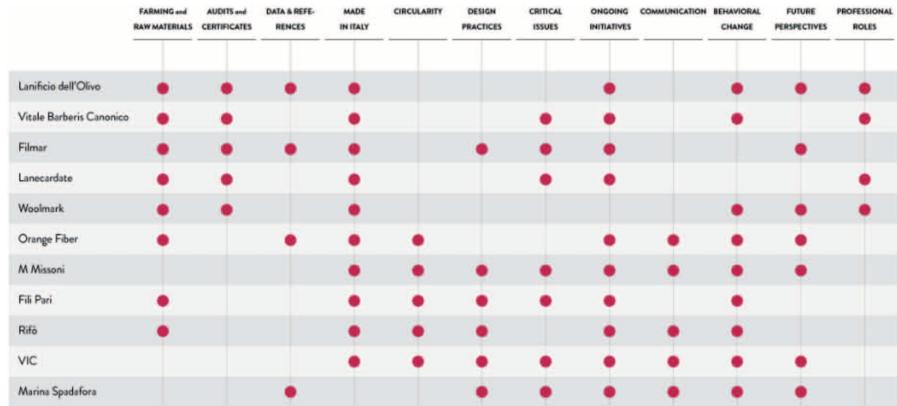 FARMING and AUDITS and DATA & REFE- MADE CIRCULARITY DESIGN CRITICAL ONGOING COMMUNICATION BEHAVIORAL FUTURE PROFESSIONAL
RAW MATERIALS CERTIFICATES RENCES IN ITALY PRACTICES ISSUES INITIATIVES CHANGE PERSPECTIVES ROLES
Lanificio dell'Olivo
Vitale Barberis Canonico
Filmar
Lanecardate
Woolmark
Orange Fiber
M Missoni
Fili Pari
Rifò
VIC
Marina Spadafora